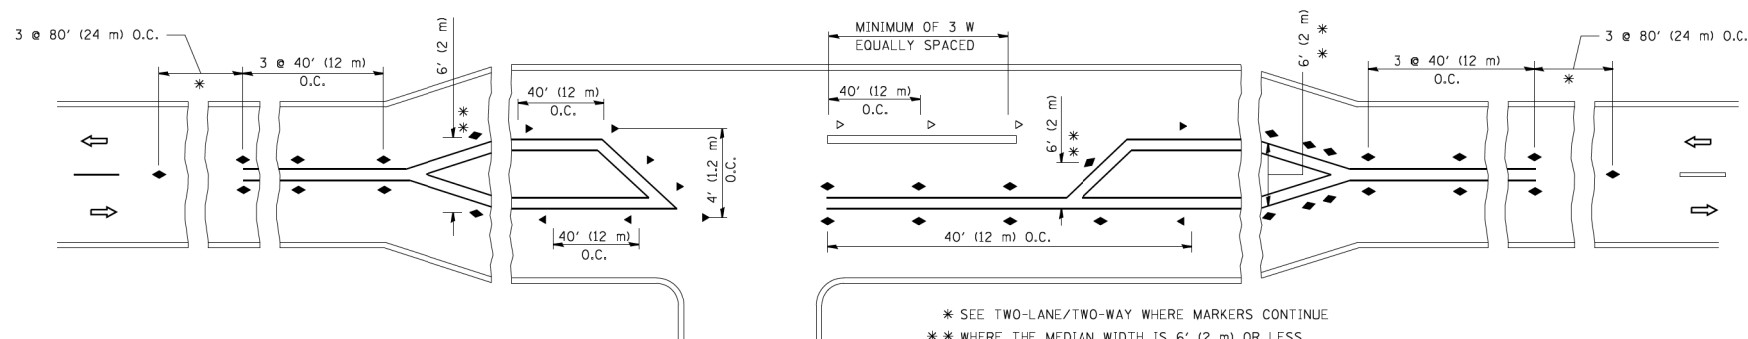 3 @ 80' (24 m) O.C.
*
3 @ 40' (12 m)
O.C.
6' (2 m)
* *
40' (12 m)
O.C.
4' (1.2 m)
O.C.
40' (12 m)
O.C.
MINIMUM OF 3 W
EQUALLY SPACED
40' (12 m)
O.C.
6' (2 m)
* *
40' (12 m) O.C.
6' (2 m) * *
3 @ 40' (12 m)
O.C.
3 @ 80' (24 m) O.C.
*
* SEE TWO-LANE/TWO-WAY WHERE MARKERS CONTINUE
* * WHERE THE MEDIAN WIDTH IS 6' (2 m) OR LESS